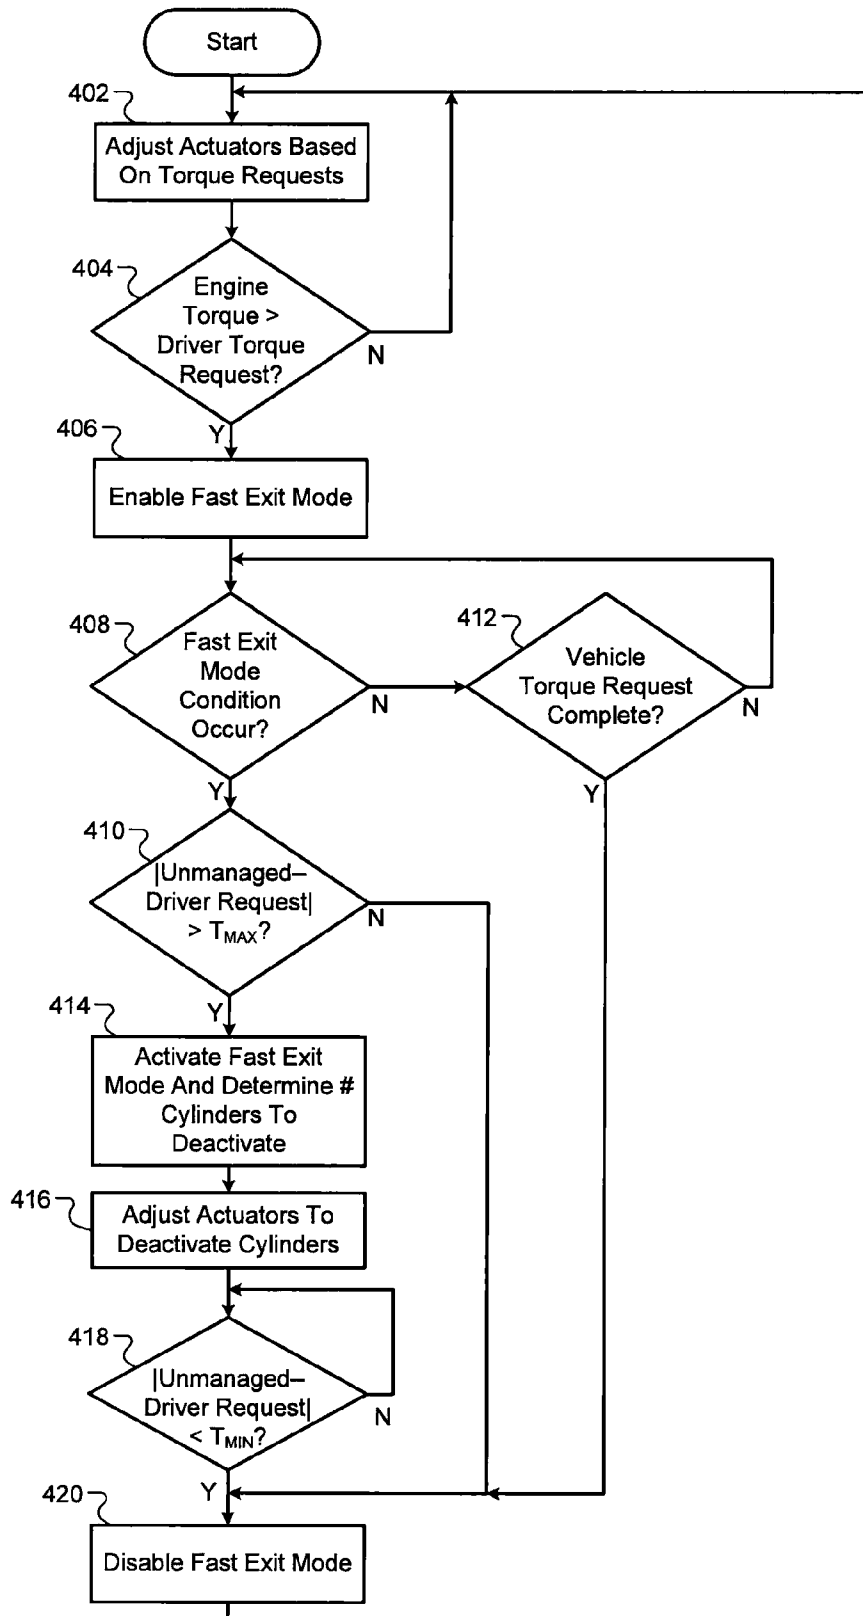 Start
402
Adjust Actuators Based
On Torque Requests
404
Engine
Torque >
Driver Torque
Request?
N
Y
406
Enable Fast Exit Mode
408
Fast Exit
Mode
Condition
Occur?
N
Y
412
Vehicle
Torque Request
Complete?
N
Y
410
|Unmanaged–
Driver Request|
> TMAX?
N
Y
414
Activate Fast Exit
Mode And Determine #
Cylinders To
Deactivate
416
Adjust Actuators To
Deactivate Cylinders
418
|Unmanaged–
Driver Request|
< TMIN?
N
Y
420
Disable Fast Exit Mode